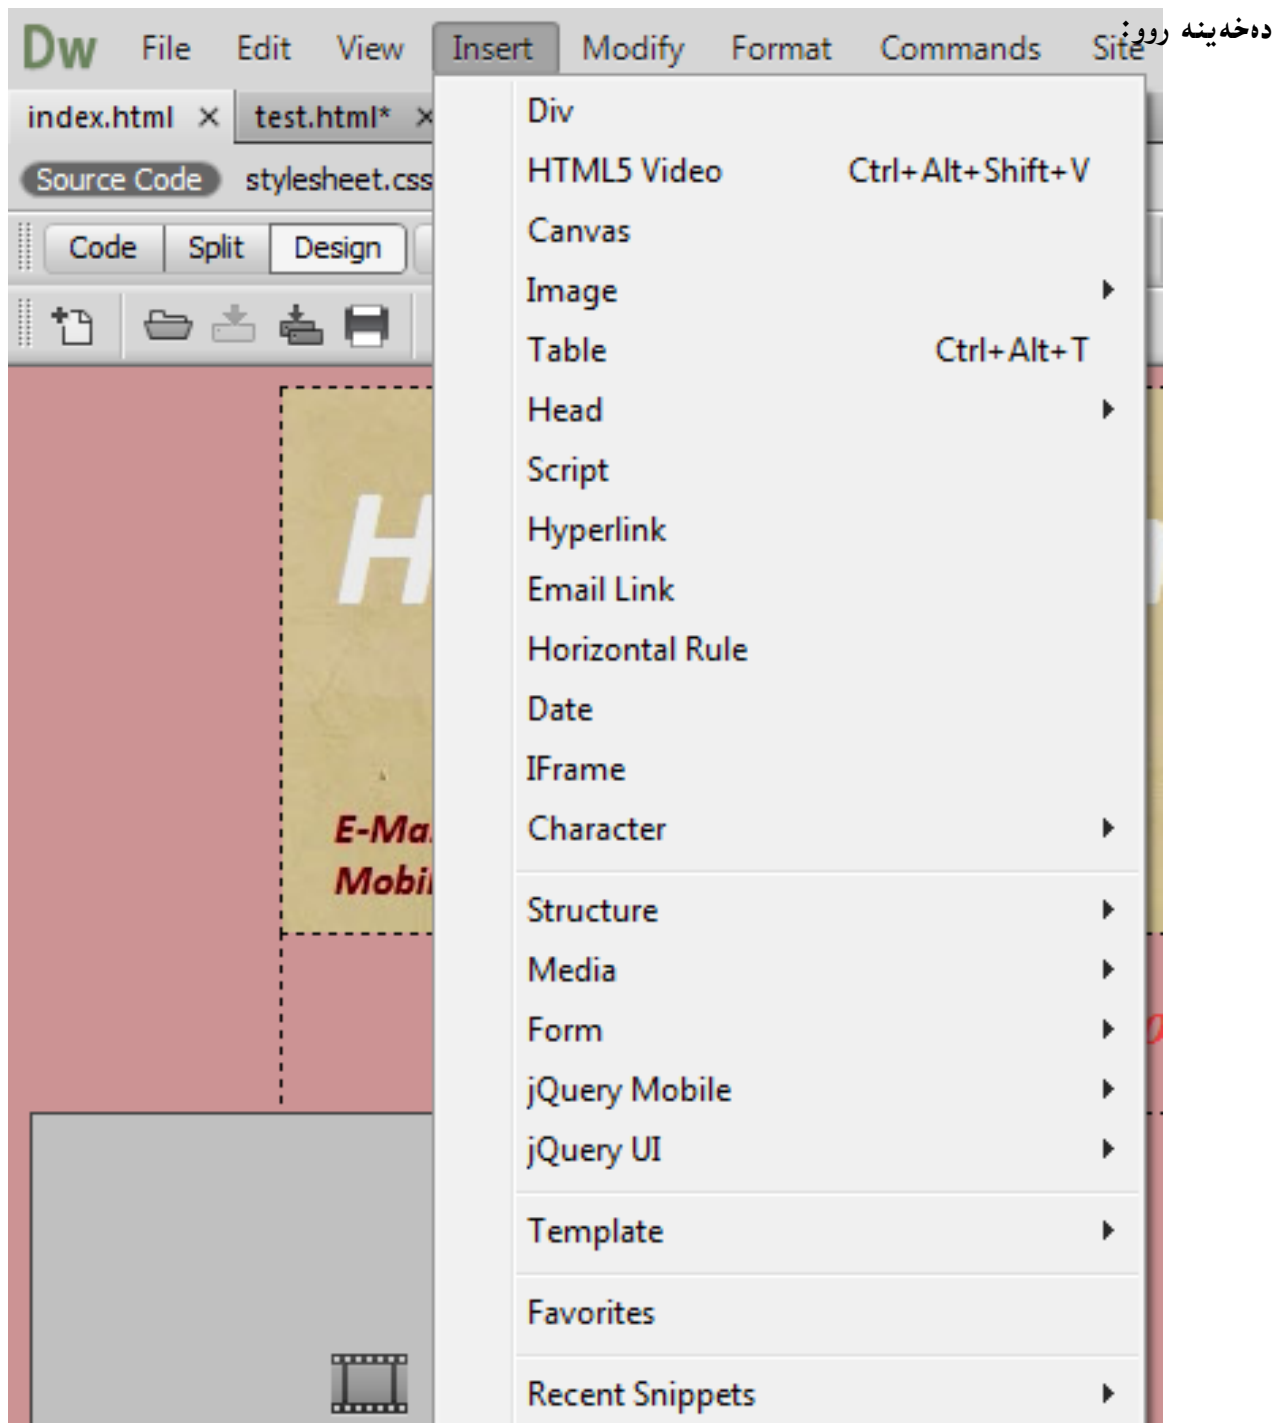 دەخەینە روو:
Dw File Edit View Insert Modify Format Commands Site
index.html × test.html* ×
Source Code stylesheet.css
Code Split Design
Div
HTML5 Video Ctrl+Alt+Shift+V
Canvas
Image
Table Ctrl+Alt+T
Head
Script
Hyperlink
Email Link
Horizontal Rule
Date
IFrame
Character
Structure
Media
Form
jQuery Mobile
jQuery UI
Template
Favorites
Recent Snippets
H
E-Ma
Mobil